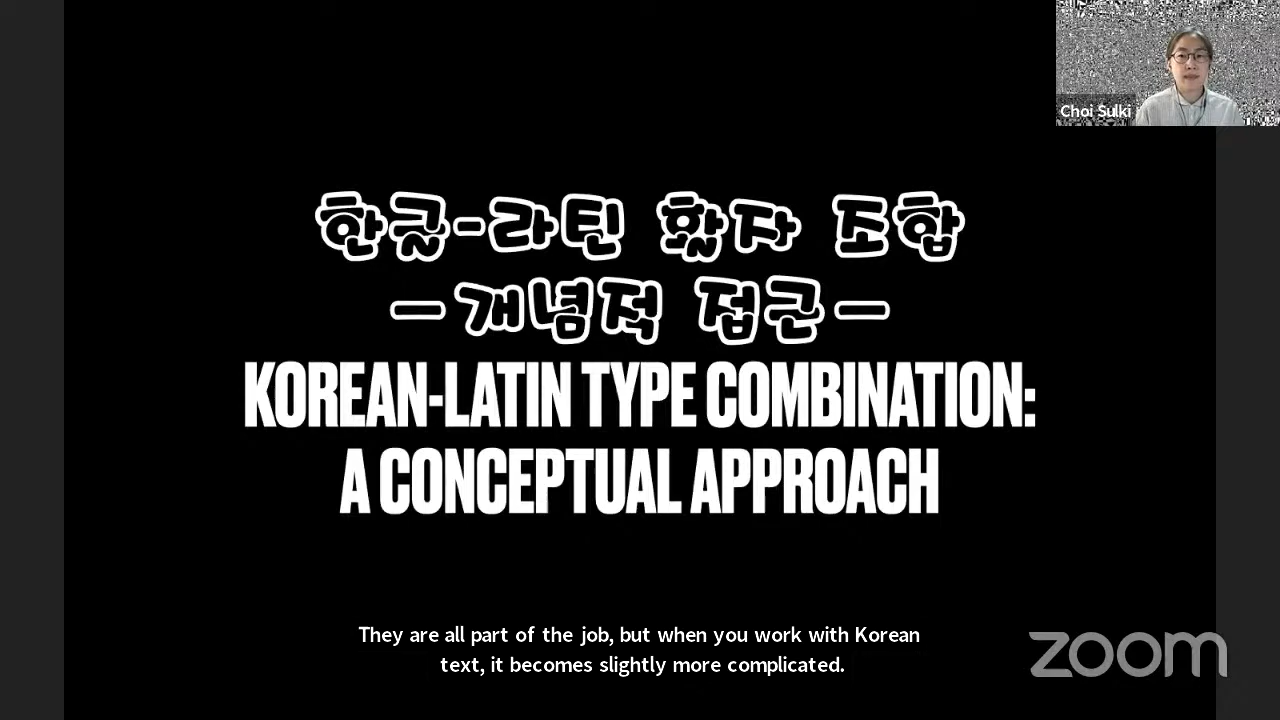 Choi Sulki
한글-라틴 활자 조합
—개념적 접근—
KOREAN-LATIN TYPE COMBINATION:
A CONCEPTUAL APPROACH
They are all part of the job, but when you work with Korean
text, it becomes slightly more complicated.
zoom